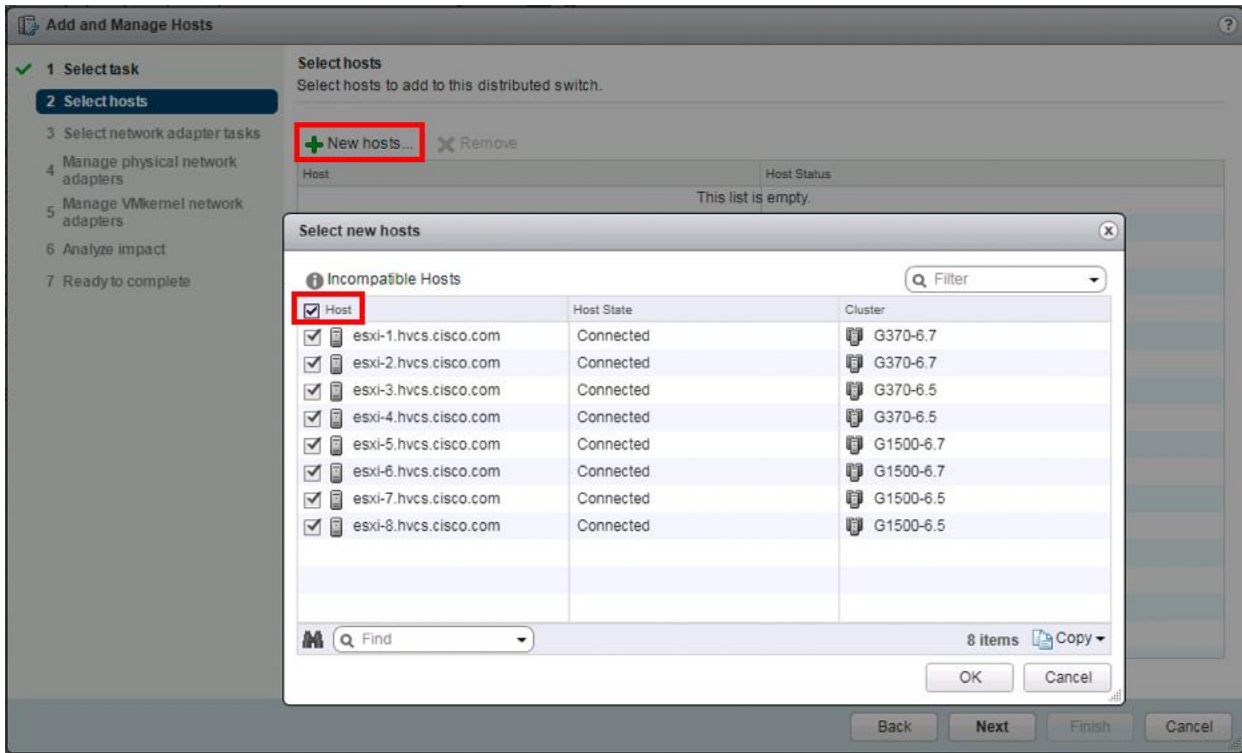 Add and Manage Hosts
?
1 Select task
2 Select hosts
3 Select network adapter tasks
4 Manage physical network
adapters
5 Manage VMkernel network
adapters
6 Analyze impact
7 Ready to complete
Select hosts
Select hosts to add to this distributed switch.
New hosts... Remove
Host Host Status
This list is empty.
Select new hosts
Incompatible Hosts Filter
Host Host State Cluster
esxi-1.hvcs.cisco.com Connected G370-6.7
esxi-2.hvcs.cisco.com Connected G370-6.7
esxi-3.hvcs.cisco.com Connected G370-6.5
esxi-4.hvcs.cisco.com Connected G370-6.5
esxi-5.hvcs.cisco.com Connected G1500-6.7
esxi-6.hvcs.cisco.com Connected G1500-6.7
esxi-7.hvcs.cisco.com Connected G1500-6.5
esxi-8.hvcs.cisco.com Connected G1500-6.5
Find 8 items Copy
OK Cancel
Back Next Finish Cancel